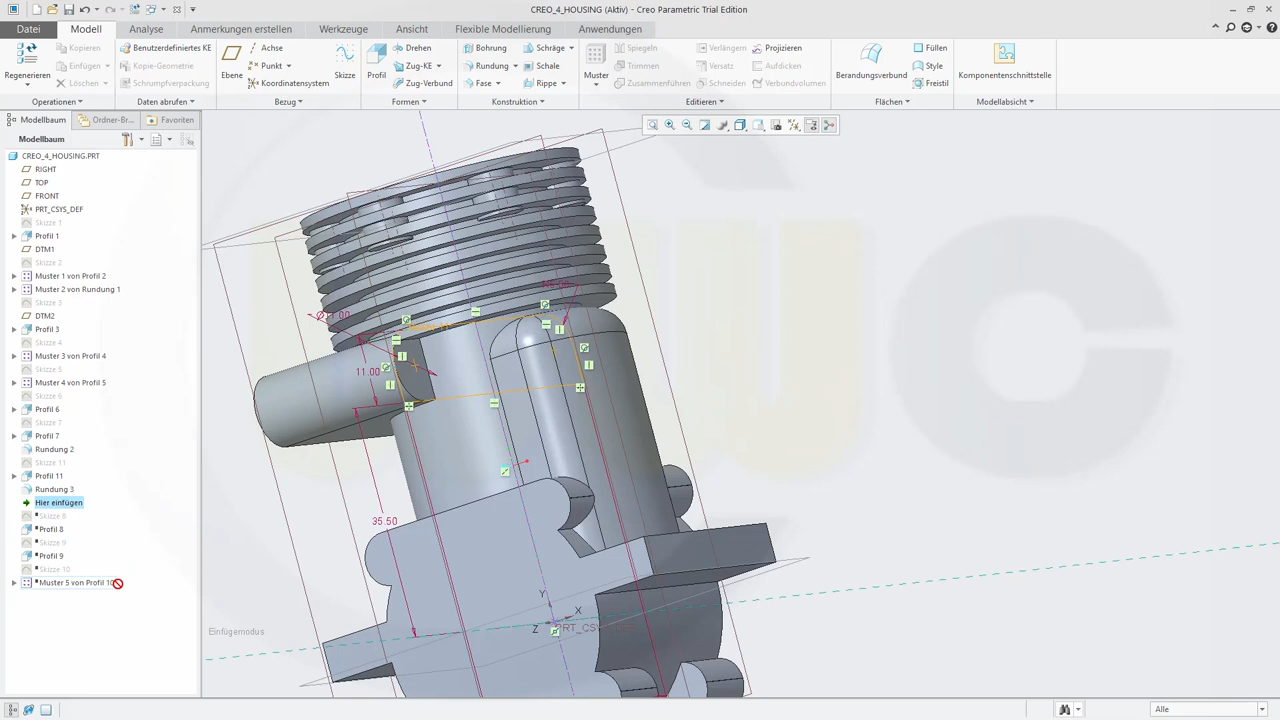 CREO_4_HOUSING (Aktiv) - Creo Parametric Trial Edition
Datei Modell Analyse Anmerkungen erstellen Werkzeuge Ansicht Flexible Modellierung Anwendungen
Regenerieren
Kopieren
Einfügen
Löschen
Operationen
Benutzerdefiniertes KE
Kopie-Geometrie
Schrumpfverpackung
Daten abrufen
Ebene
Achse
Punkt
Koordinatensystem
Skizze
Bezug
Profil
Drehen
Zug-KE
Zug-Verbund
Formen
Bohrung
Rundung
Fase
Schräge
Schale
Rippe
Konstruktion
Muster
Spiegeln
Trimmen
Zusammenführen
Verlängern
Versatz
Schneiden
Projizieren
Aufdicken
Verbundvolumen
Editieren
Berandungsverbund
Füllen
Style
Freistil
Flächen
Komponentenschnittstelle
Modellabsicht
Modellbaum Ordner-Br... Favoriten
Modellbaum
CREO_4_HOUSING.PRT
RIGHT
TOP
FRONT
PRT_CSYS_DEF
Skizze 1
Profil 1
DTM1
Skizze 2
Muster 1 von Profil 2
Muster 2 von Rundung 1
Skizze 3
DTM2
Profil 3
Muster 3 von Profil 4
Skizze 5
Muster 4 von Profil 5
Skizze 6
Profil 6
Skizze 7
Profil 7
Rundung 2
Skizze 11
Profil 11
Rundung 3
Hier einfügen
Skizze 8
Profil 8
Skizze 9
Profil 9
Skizze 10
Muster 5 von Profil 10
11.00
35.50
Y
X
Z
PRT_CSYS_DEF
Einfügemodus
Alle